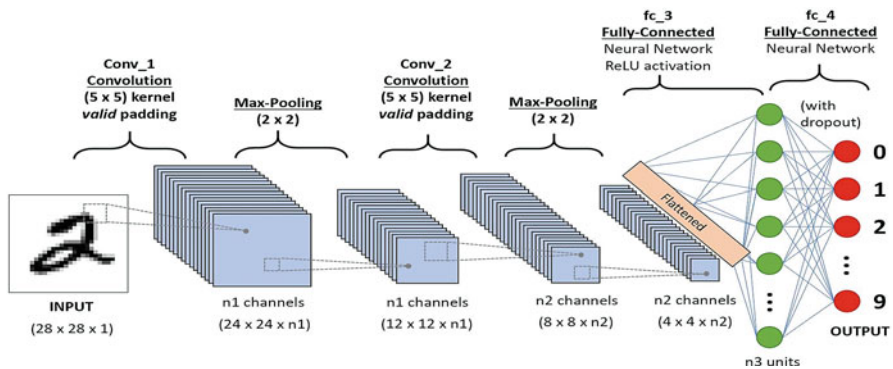 fc_3
Fully-Connected
Neural Network
ReLU activation
fc_4
Fully-Connected
Neural Network
Conv_1
Convolution
(5 x 5) kernel
valid padding
Max-Pooling
(2 x 2)
Conv_2
Convolution
(5 x 5) kernel
valid padding
Max-Pooling
(2 x 2)
(with
dropout)
Flattened
0
1
2
9
2
INPUT
(28 x 28 x 1)
n1 channels
(24 x 24 x n1)
n1 channels
(12 x 12 x n1)
n2 channels
(8 x 8 x n2)
n2 channels
(4 x 4 x n2)
OUTPUT
n3 units